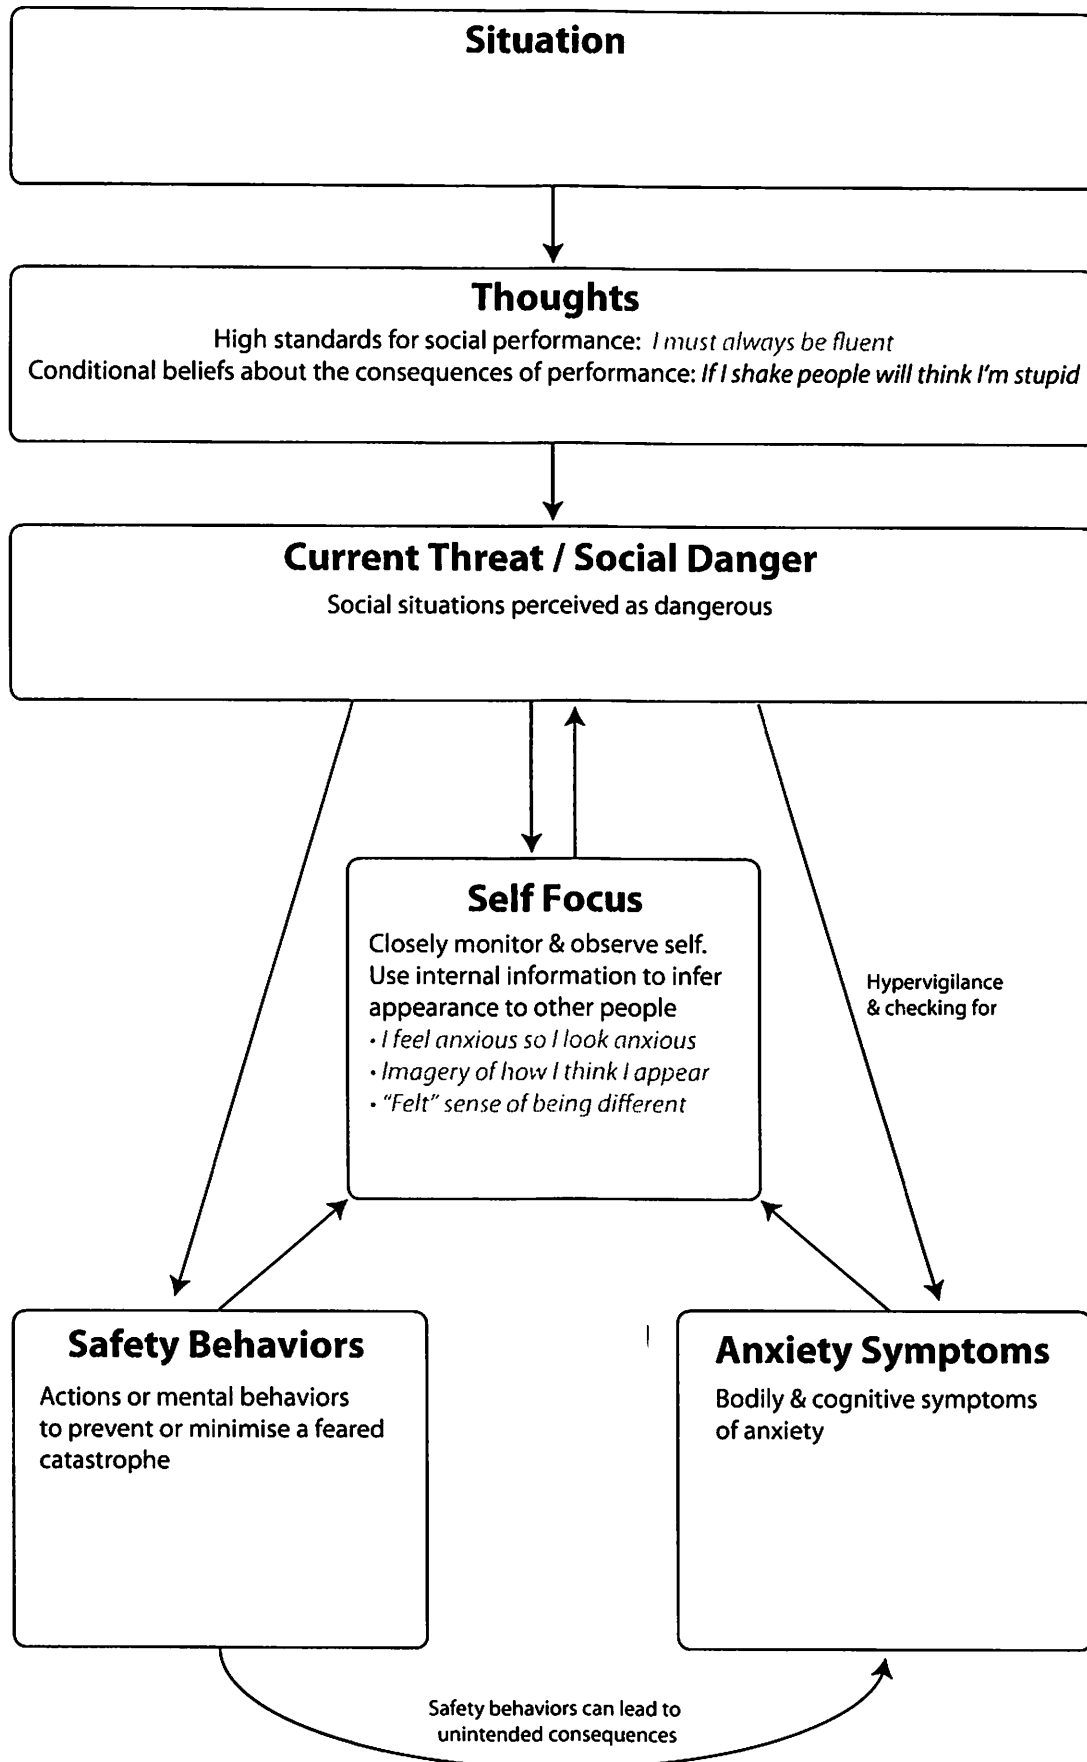 Situation
Thoughts
High standards for social performance: I must always be fluent
Conditional beliefs about the consequences of performance: If I shake people will think I'm stupid
Current Threat / Social Danger
Social situations perceived as dangerous
Self Focus
Closely monitor & observe self.
Use internal information to infer
appearance to other people
• I feel anxious so I look anxious
• Imagery of how I think I appear
• “Felt” sense of being different
Hypervigilance
& checking for
Safety Behaviors
Actions or mental behaviors
to prevent or minimise a feared
catastrophe
Anxiety Symptoms
Bodily & cognitive symptoms
of anxiety
Safety behaviors can lead to
unintended consequences